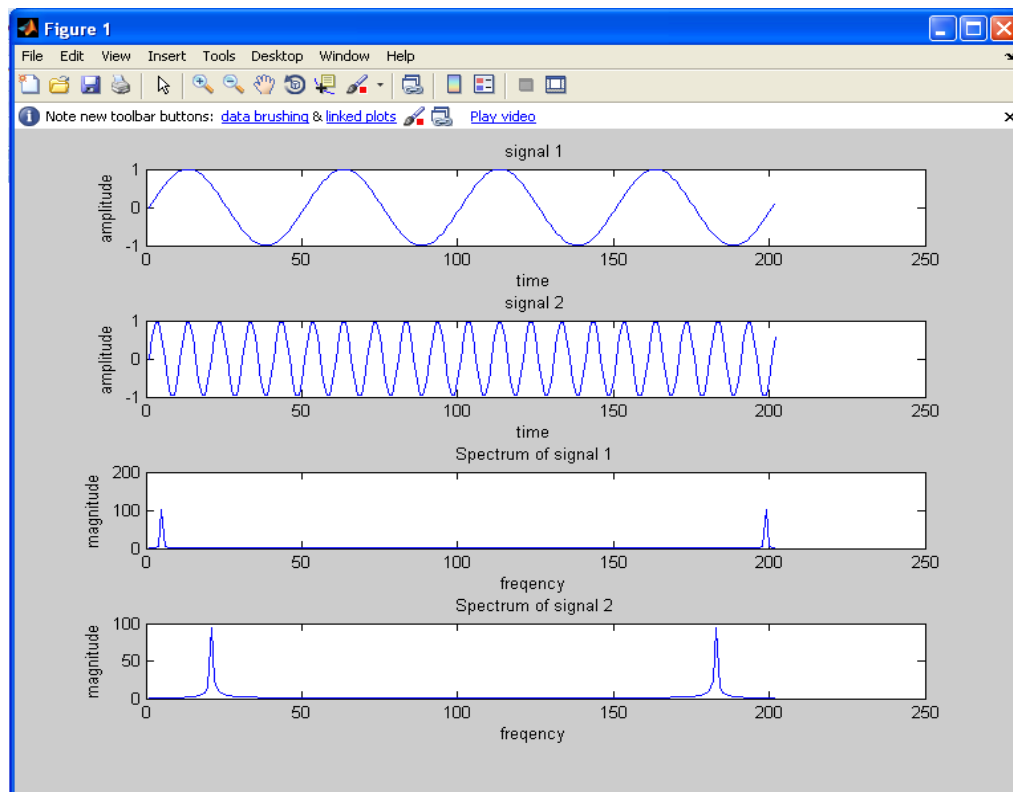 Figure 1
File Edit View Insert Tools Desktop Window Help
Note new toolbar buttons: data brushing & linked plots Play video
signal 1
amplitude
1
0
-1
0 50 100 150 200 250
time
signal 2
amplitude
1
0
-1
0 50 100 150 200 250
time
Spectrum of signal 1
magnitude
200
100
0
0 50 100 150 200 250
freqency
Spectrum of signal 2
magnitude
100
50
0
0 50 100 150 200 250
freqency